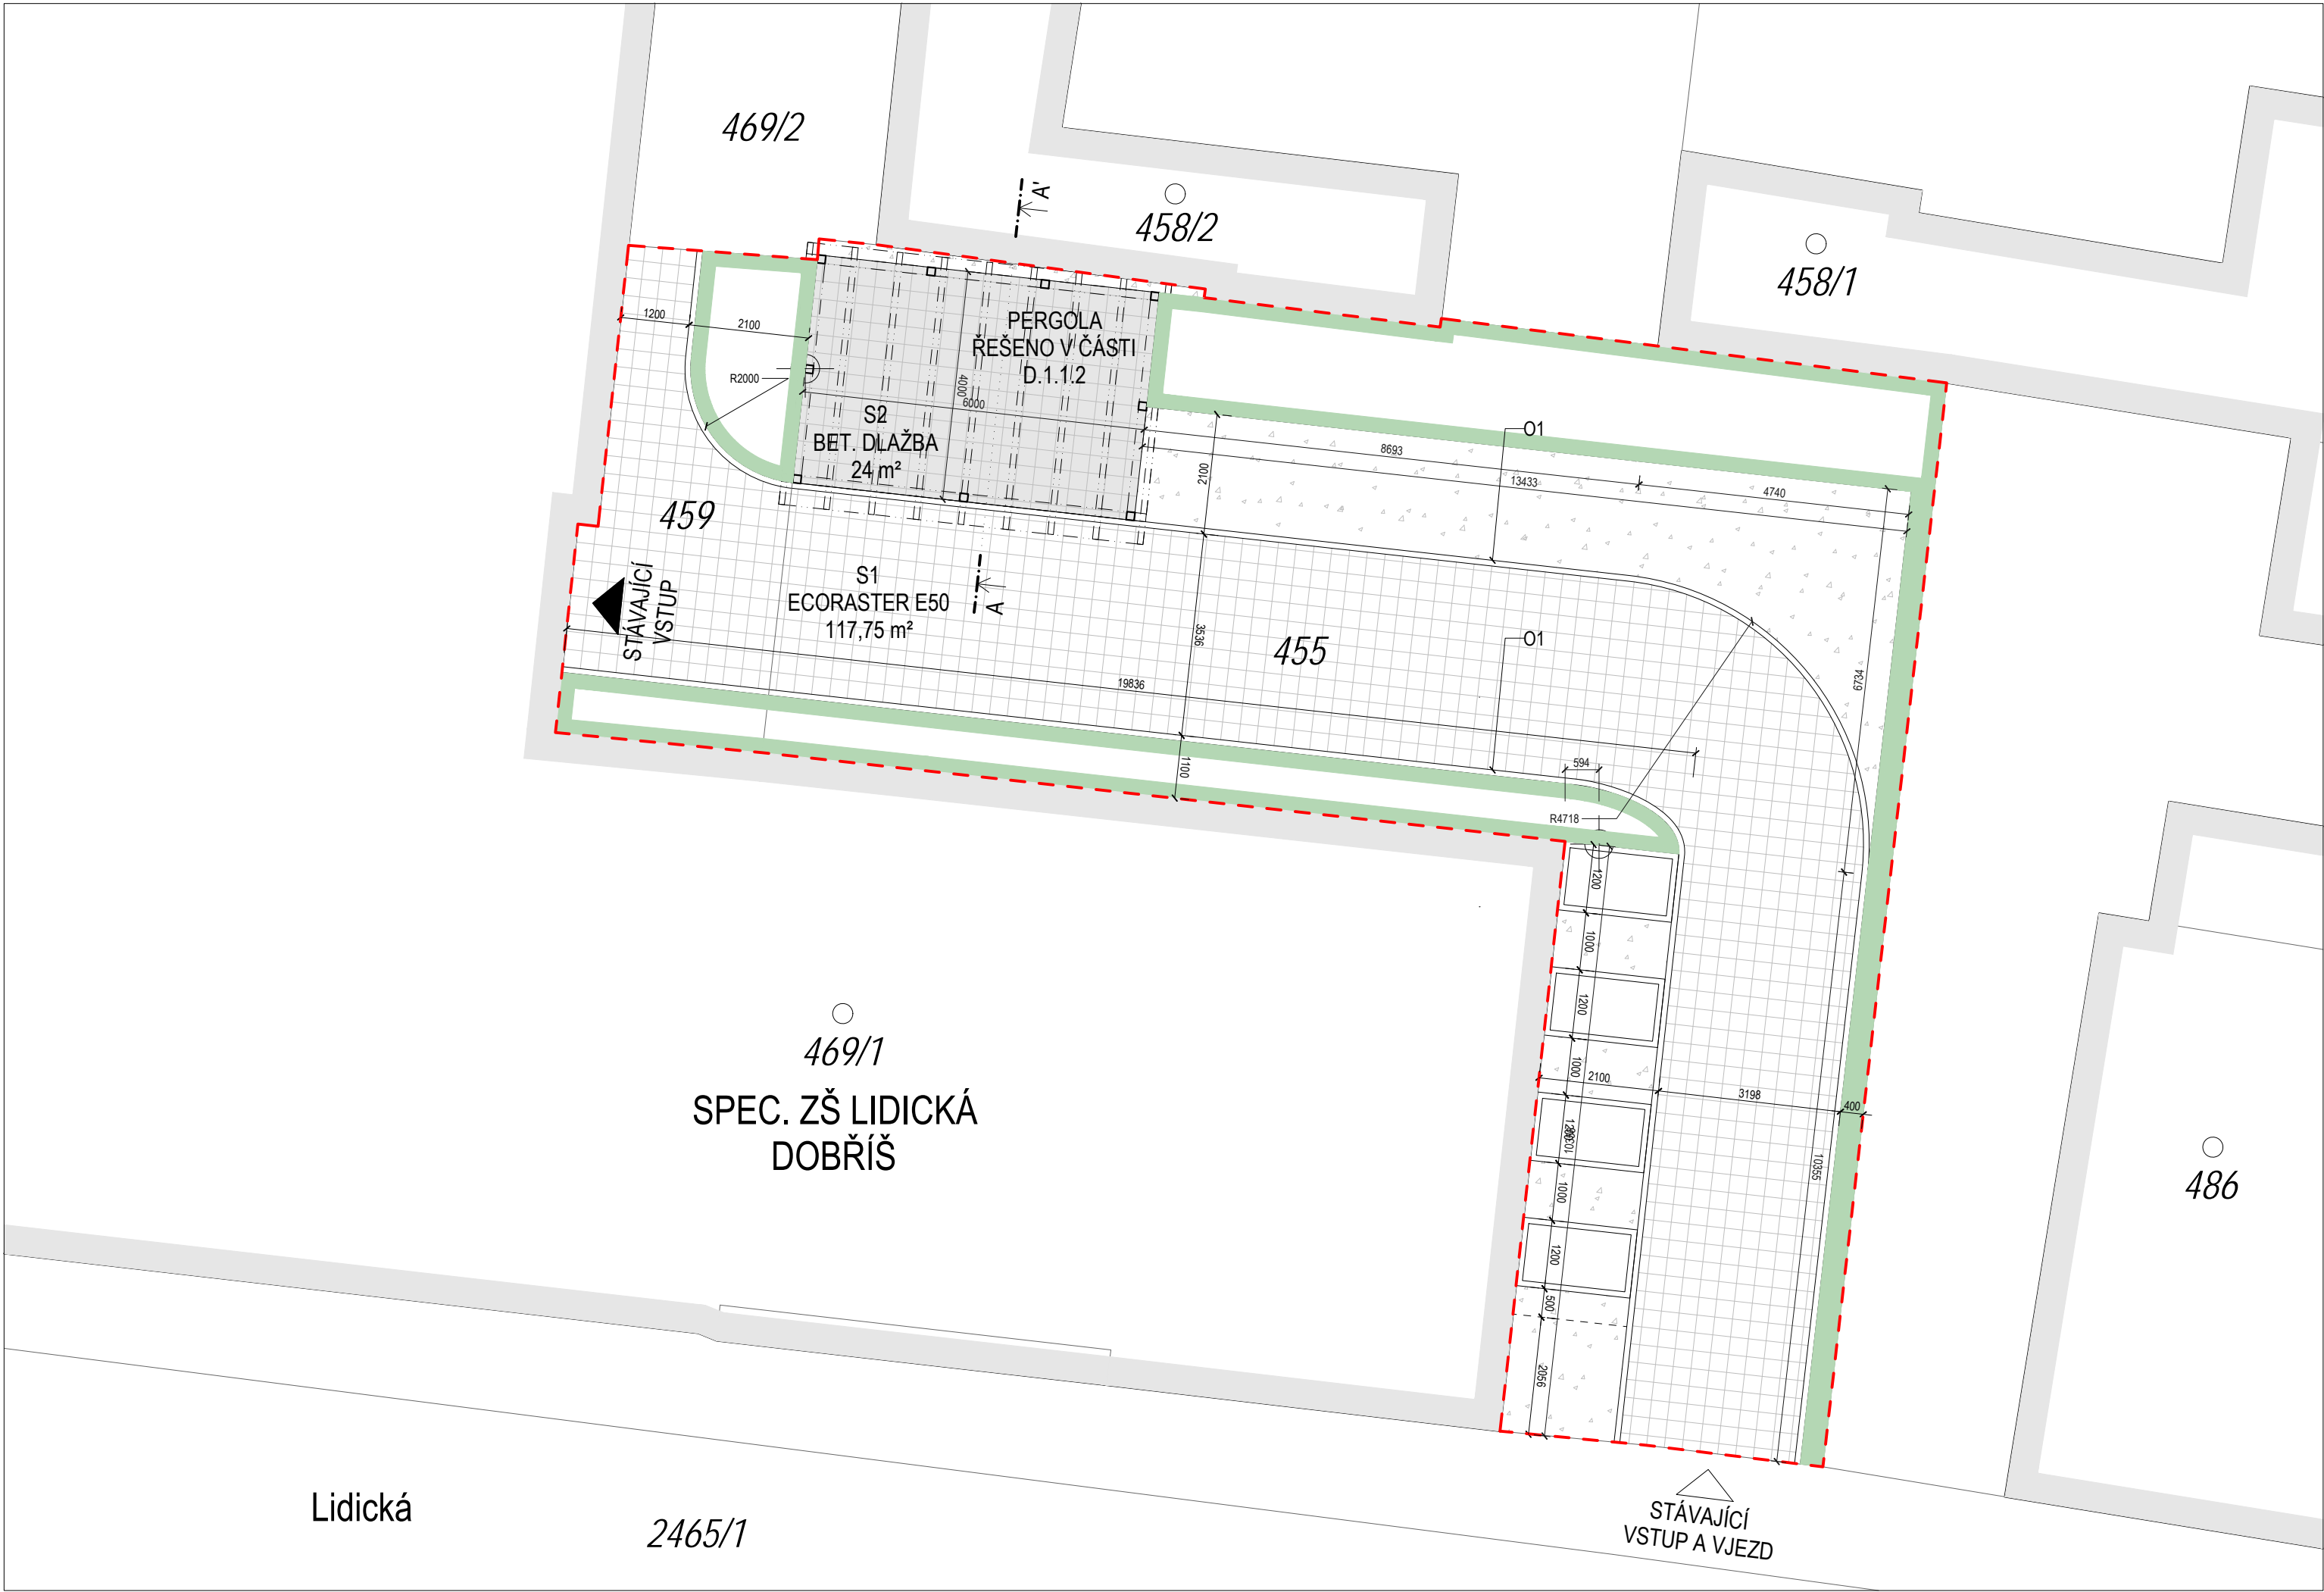 469/2
A'
458/2
458/1
1200
2100
PERGOLA
ŘEŠENO V ČÁSTI
D.1.1.2
R2000
4000
6000
S2
BET. DLAŽBA
24 m²
O1
8693
2100
13433
4740
459
STÁVAJÍCÍ
VSTUP
S1
ECORASTER E50
117,75 m²
A
3536
455
O1
6734
19836
1100
594
R4718
1200
1000
1200
469/1
1000
2100
3198
400
SPEC. ZŠ LIDICKÁ
DOBŘÍŠ
1200
10355
1000
486
1200
500
2056
Lidická
2465/1
STÁVAJÍCÍ
VSTUP A VJEZD